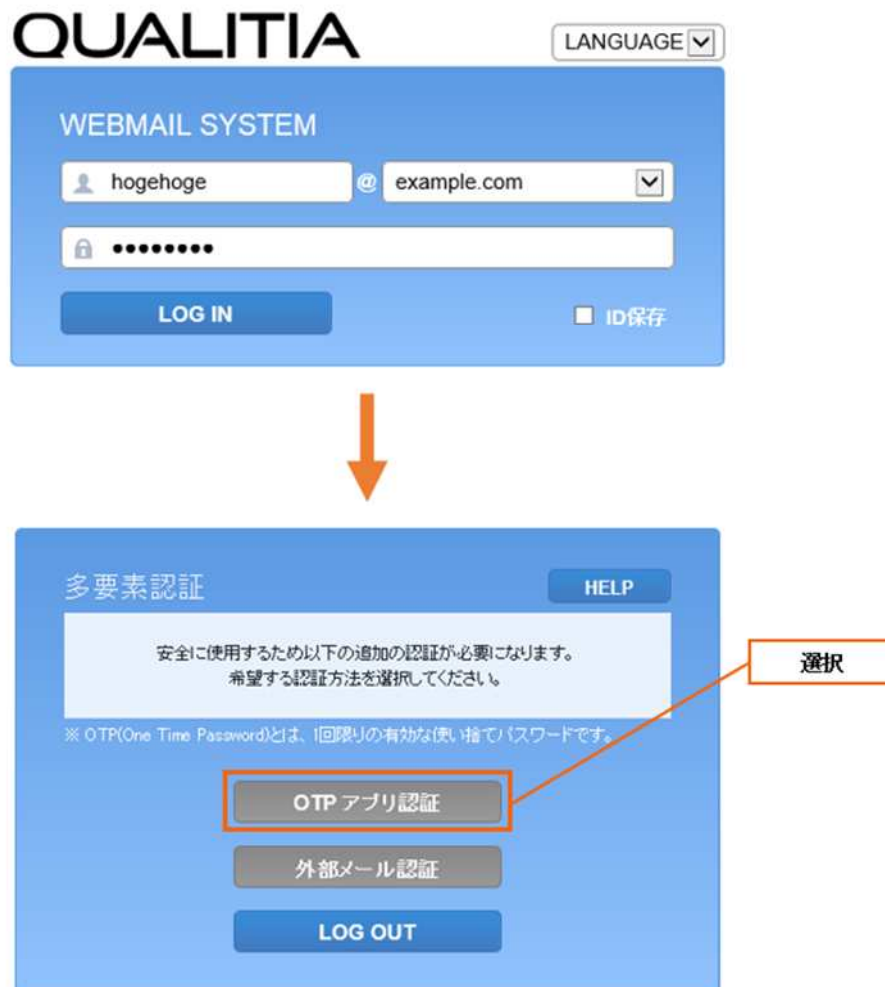 QUALITIA
LANGUAGE
WEBMAIL SYSTEM
hogehoge @ example.com
••••••••
LOG IN
ID保存
多要素認証
HELP
安全に使用するため以下の追加の認証が必要になります。
希望する認証方法を選択してください。
選択
※ OTP(One Time Password)とは、1回限りの有効な使い捨てパスワードです。
OTP アプリ認証
外部メール認証
LOG OUT